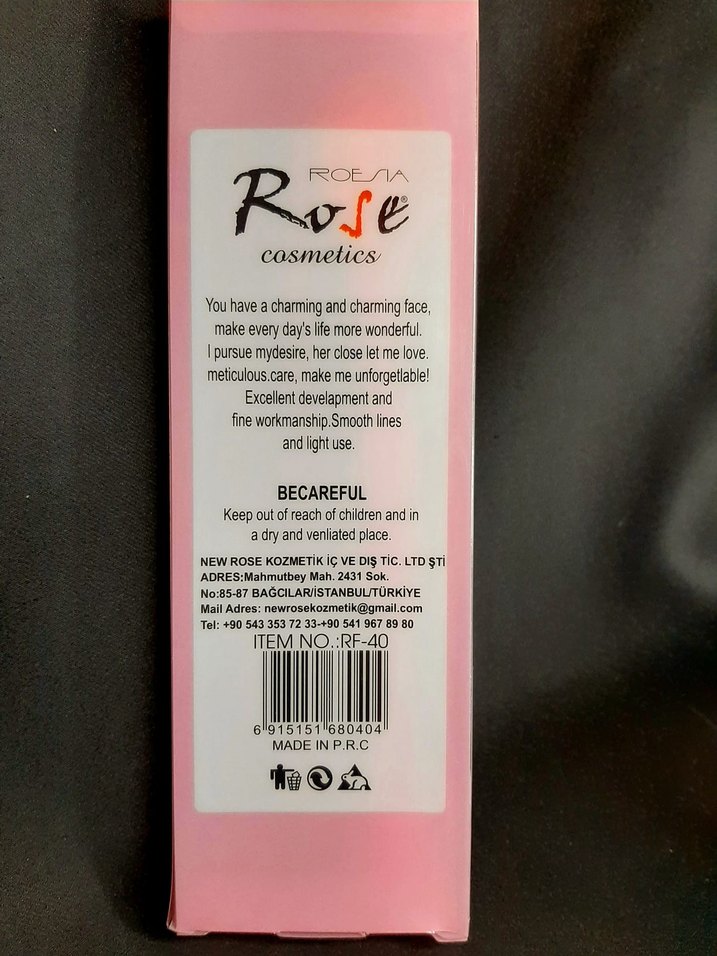 ROESIA
Rose®
cosmetics
You have a charming and charming face,
make every day's life more wonderful.
I pursue mydesire, her close let me love.
meticulous.care, make me unforgetlable!
Excellent develapment and
fine workmanship.Smooth lines
and light use.
BECAREFUL
Keep out of reach of children and in
a dry and venliated place.
NEW ROSE KOZMETİK İÇ VE DIŞ TİC. LTD ŞTİ
ADRES:Mahmutbey Mah. 2431 Sok.
No:85-87 BAĞCILAR/İSTANBUL/TÜRKİYE
Mail Adres: newrosekozmetik@gmail.com
Tel: +90 543 353 72 33-+90 541 967 89 80
ITEM NO.:RF-40
6 915151 680404
MADE IN P.R.C